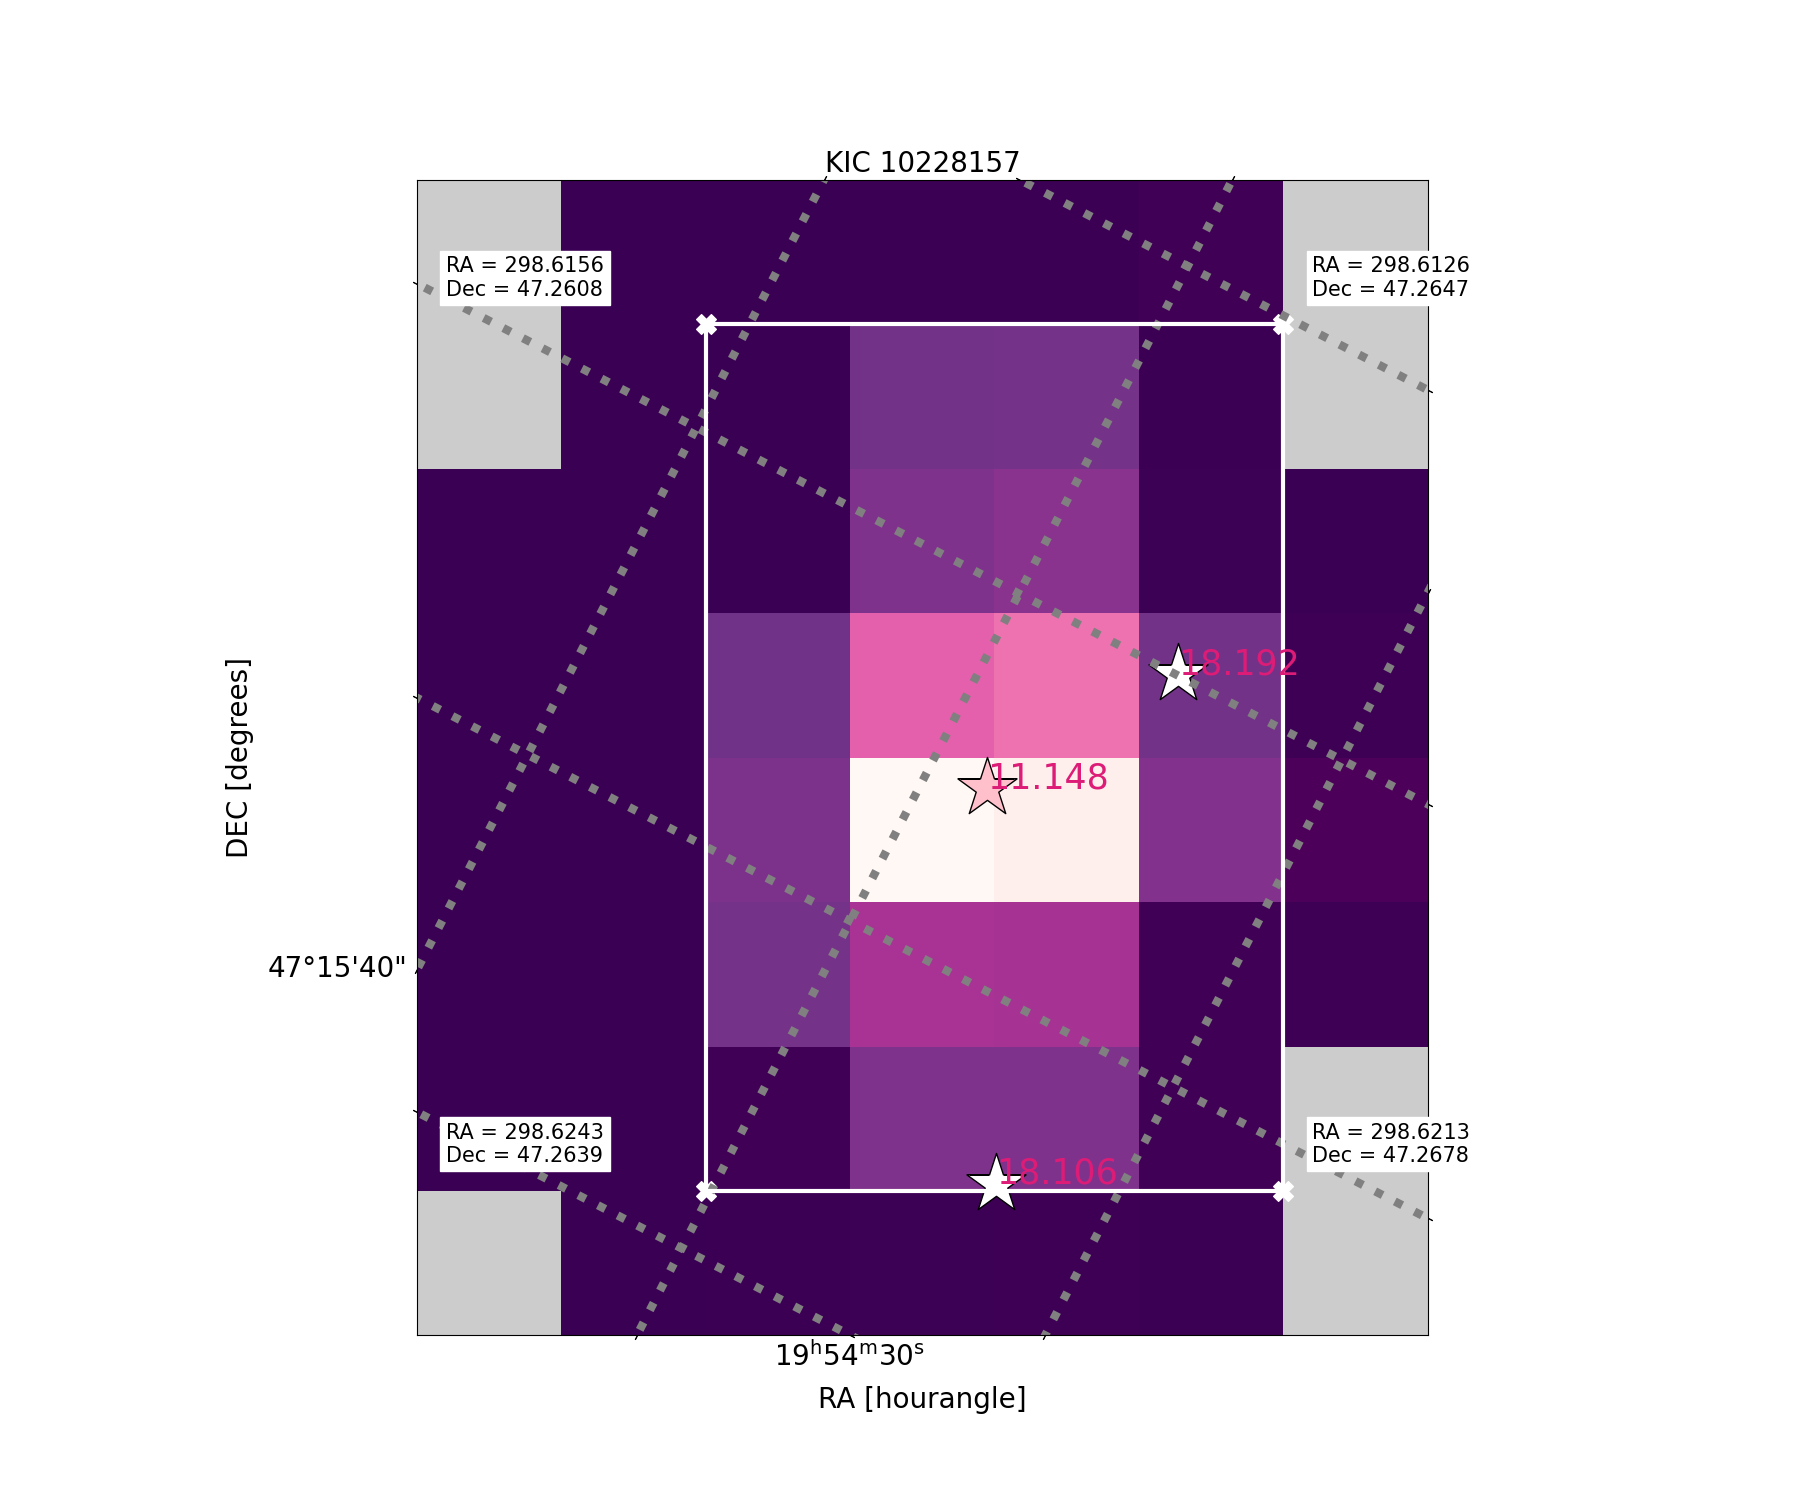 KIC 10228157
RA = 298.6156
Dec = 47.2608
RA = 298.6126
Dec = 47.2647
18.192
11.148
DEC [degrees]
47°15'40"
RA = 298.6243
Dec = 47.2639
RA = 298.6213
Dec = 47.2678
18.106
19h54m30s
RA [hourangle]